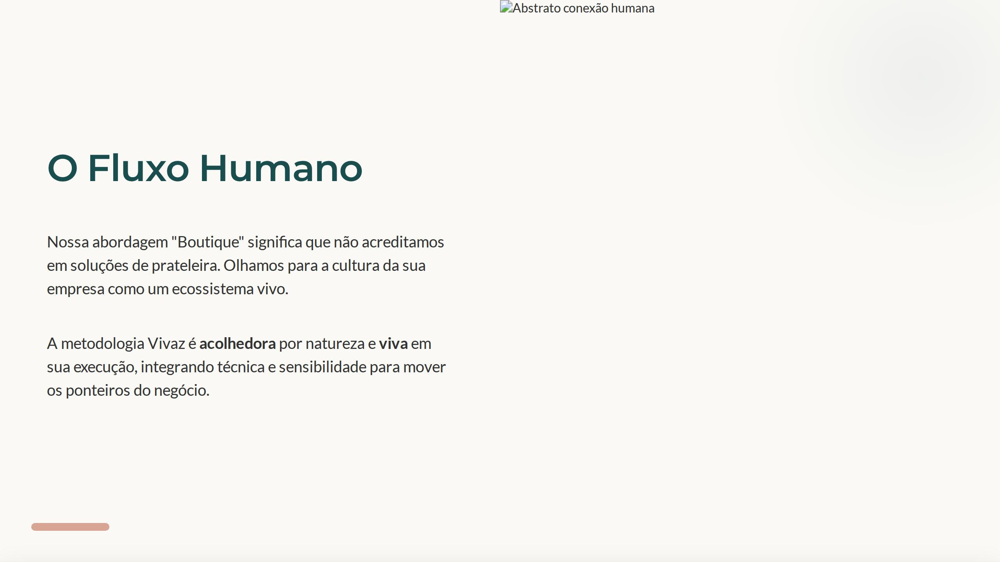 Abstrato conexão humana
O Fluxo Humano
Nossa abordagem "Boutique" significa que não acreditamos
em soluções de prateleira. Olhamos para a cultura da sua
empresa como um ecossistema vivo.
A metodologia Vivaz é acolhedora por natureza e viva em
sua execução, integrando técnica e sensibilidade para mover
os ponteiros do negócio.